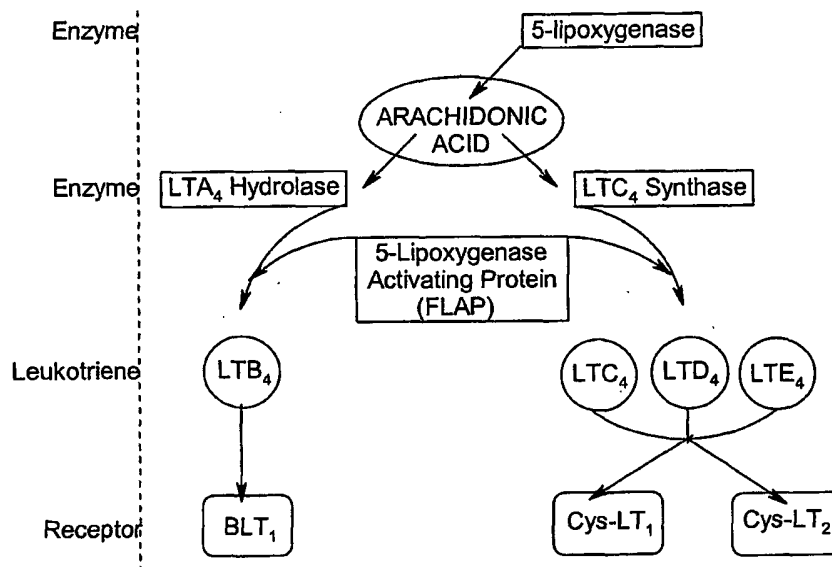 Enzyme
5-lipoxygenase
ARACHIDONIC
ACID
Enzyme
LTA₄ Hydrolase
LTC₄ Synthase
5-Lipoxygenase
Activating Protein
(FLAP)
Leukotriene
LTB₄
LTC₄
LTD₄
LTE₄
Receptor
BLT₁
Cys-LT₁
Cys-LT₂